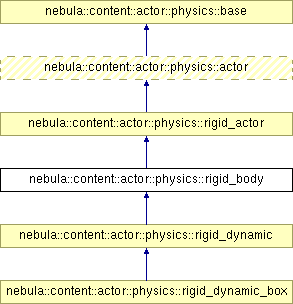 nebula::content::actor::physics::base
nebula::content::actor::physics::actor
nebula::content::actor::physics::rigid_actor
nebula::content::actor::physics::rigid_body
nebula::content::actor::physics::rigid_dynamic
nebula::content::actor::physics::rigid_dynamic_box